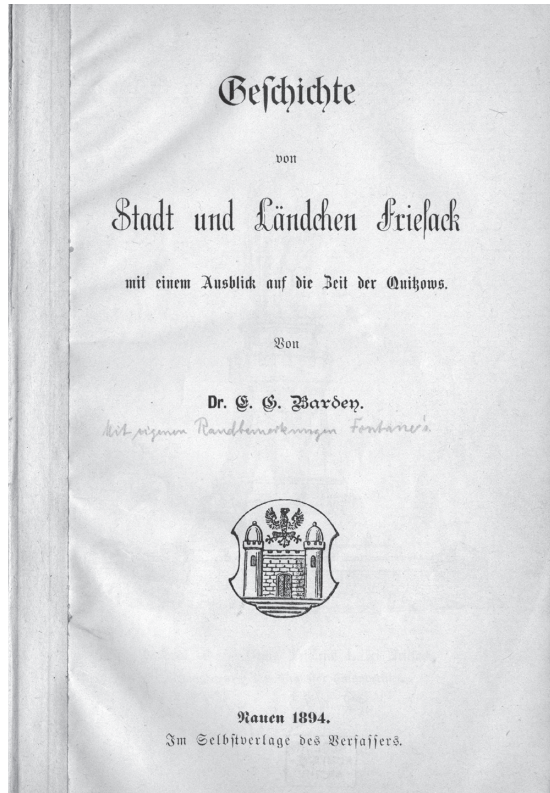 Geſchichte
von
Stadt und Ländchen Frieſack
mit einem Ausblick auf die Zeit der Quitzows.
Von
Dr. E. G. Bardey.
Mit eigenen Randbemerkungen Fontane's.
Nauen 1894.
Im Selbſtverlage des Verfaſſers.